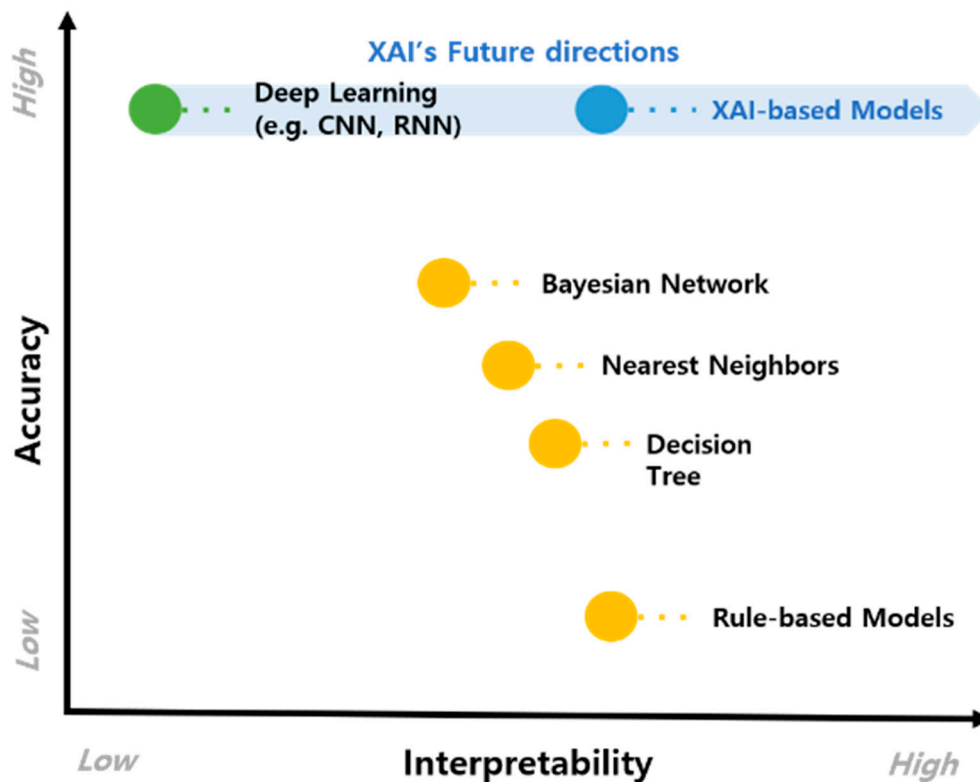 XAI's Future directions
High
Deep Learning
(e.g. CNN, RNN)
XAI-based Models
Bayesian Network
Nearest Neighbors
Accuracy
Decision
Tree
Rule-based Models
Low
Low
Interpretability
High